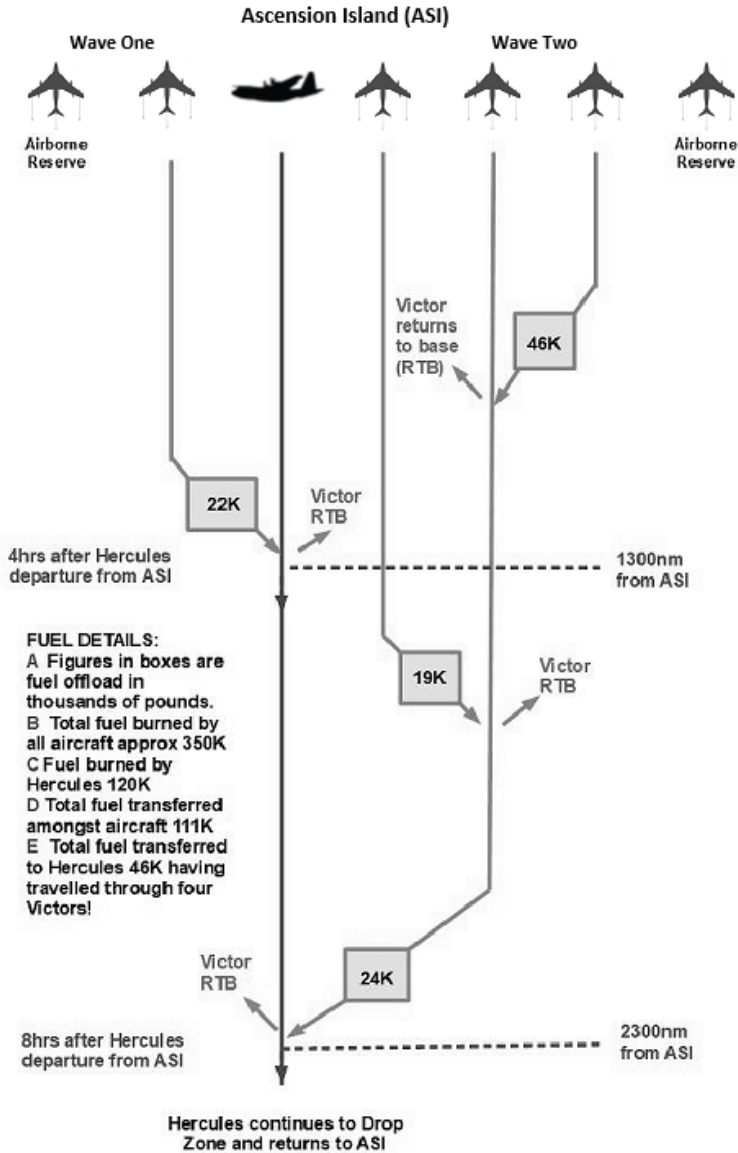 Ascension Island (ASI)
Wave One
Wave Two
Airborne
Reserve
Airborne
Reserve
Victor
returns
to base
(RTB)
46K
22K
Victor
RTB
4hrs after Hercules
departure from ASI
1300nm
from ASI
FUEL DETAILS:
A Figures in boxes are
fuel offload in
thousands of pounds.
B Total fuel burned by
all aircraft approx 350K
C Fuel burned by
Hercules 120K
D Total fuel transferred
amongst aircraft 111K
E Total fuel transferred
to Hercules 46K having
travelled through four
Victors!
19K
Victor
RTB
Victor
RTB
24K
8hrs after Hercules
departure from ASI
2300nm
from ASI
Hercules continues to Drop
Zone and returns to ASI